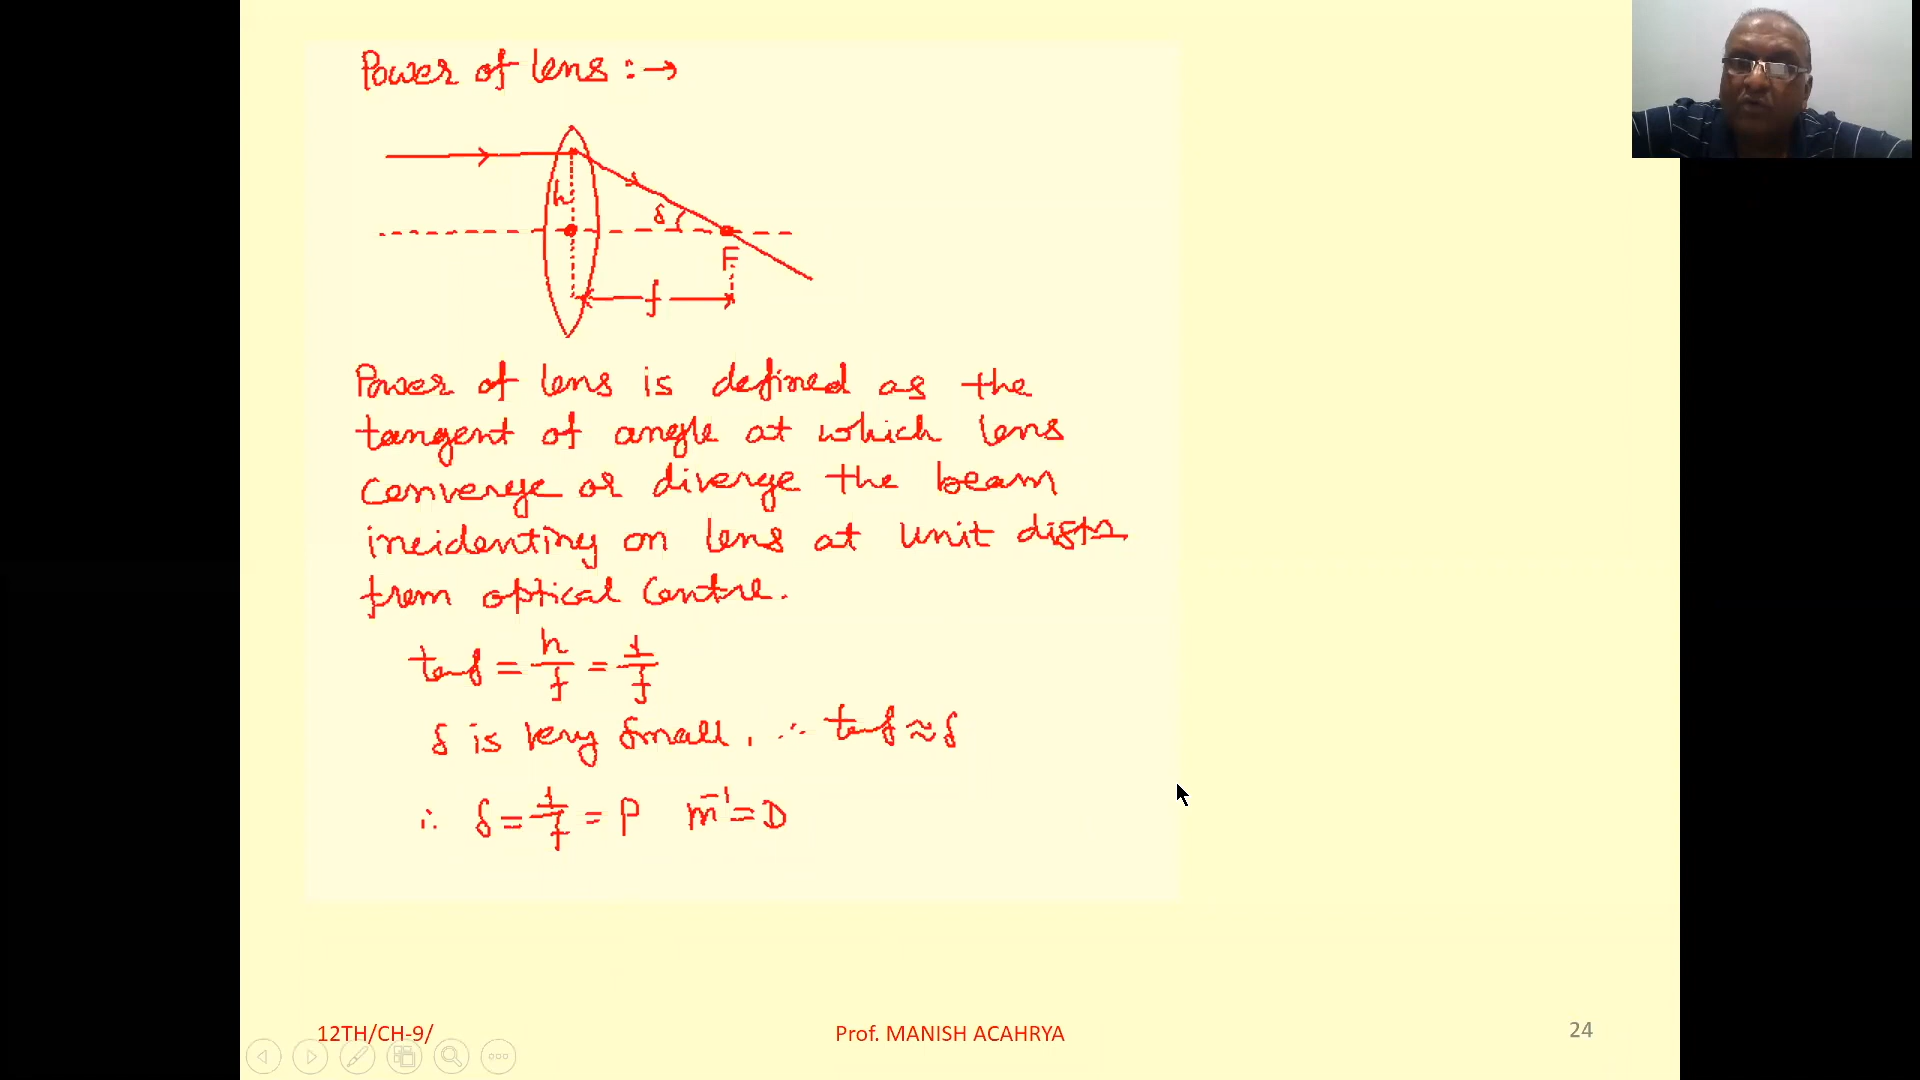 Power of lens :→
h
δ
F
f
Power of lens is defined as the
tangent of angle at which lens
converge or diverge the beam
incidenting on lens at unit dist
from optical centre.
tanδ = h/f = 1/f
δ is very small, ∴ tanδ ≈ δ
∴ δ = 1/f = P m⁻¹ = D
12TH/CH-9/
Prof. MANISH ACAHRYA
24